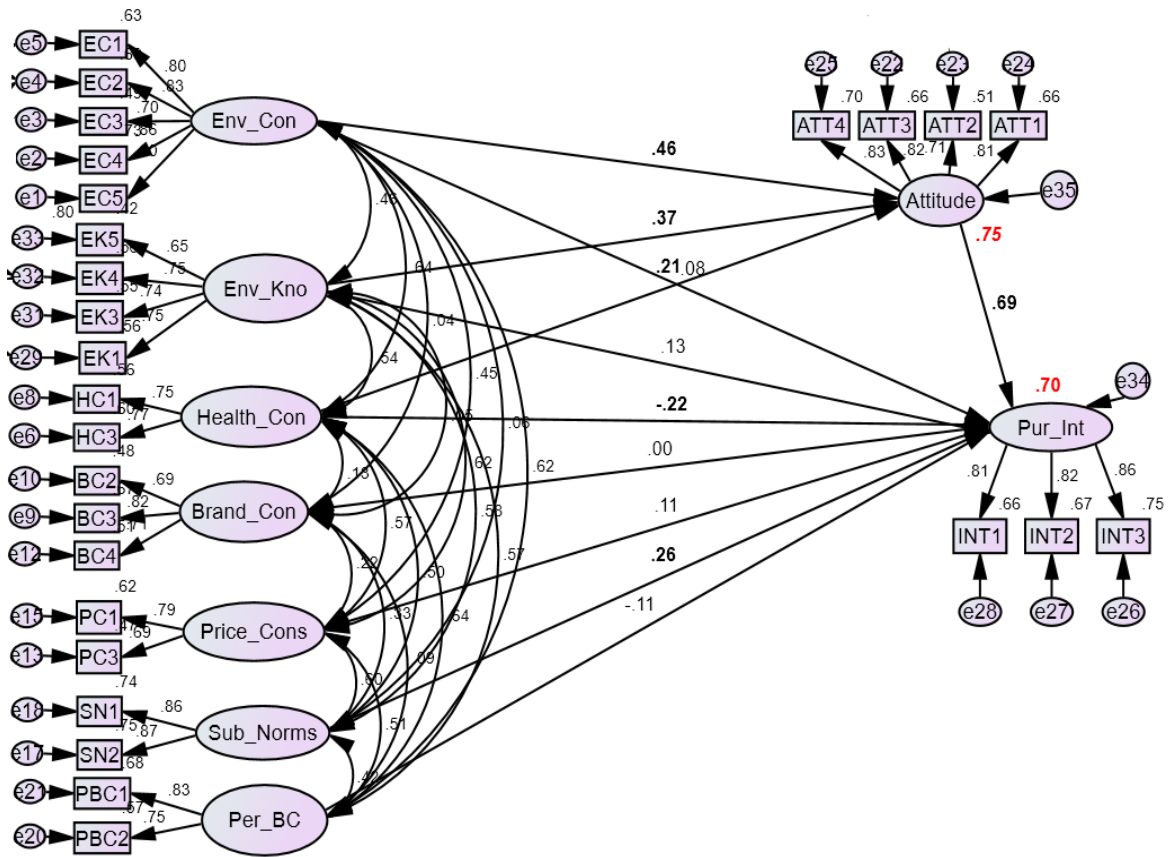 .63
e5 EC1
.80
e4 EC2
.83
e3 EC3
.70
e2 EC4
e1 EC5
Env_Con
.80
e33 EK5
.65
e32 EK4
.75
e31 EK3
.74
.75
.56
e29 EK1
Env_Kno
e8 HC1
.75
.77
e6 HC3
.48
Health_Con
e10 BC2
.69
e9 BC3
.82
e12 BC4
Brand_Con
.62
e15 PC1
.79
.69
e13 PC3
Price_Cons
.74
e18 SN1
.86
.75
.87
e17 SN2
.68
Sub_Norms
e21 PBC1
.83
.75
e20 PBC2
Per_BC
.54
.04
.45
.06
.62
.62
.57
.57
.50
.64
.33
.09
.51
.46
.37
.21
.08
.13
-.22
.00
.11
.26
-.11
e25 e22 e23 e24
.70 .66 .51 .66
ATT4 ATT3 ATT2 ATT1
.83 .82 .71 .81
Attitude
e35
.75
.69
.70
e34
Pur_Int
.81 .82 .86
.66 .67 .75
INT1 INT2 INT3
e28 e27 e26